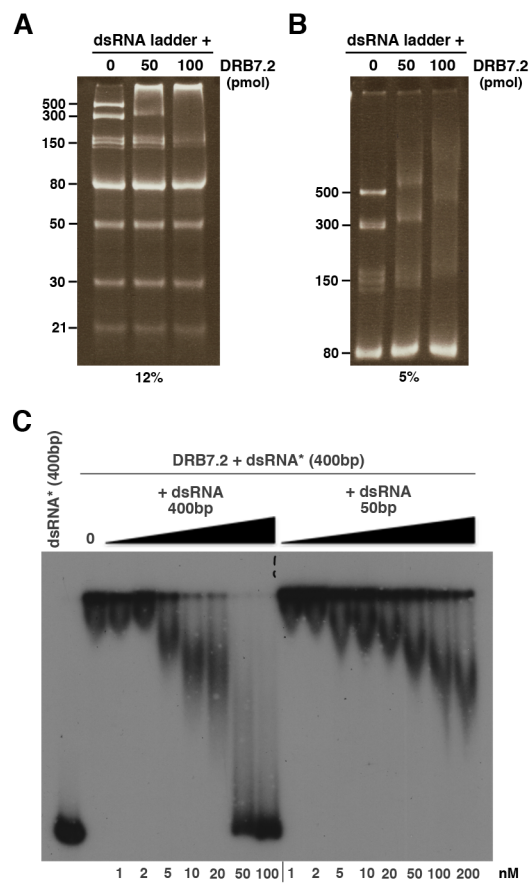 A
dsRNA ladder +
0 50 100 DRB7.2
(pmol)
500
300
150
80
50
30
21
12%
B
dsRNA ladder +
0 50 100 DRB7.2
(pmol)
500
300
150
80
5%
C
dsRNA* (400bp)
DRB7.2 + dsRNA* (400bp)
+ dsRNA
400bp
+ dsRNA
50bp
0
1 2 5 10 20 50 100 1 2 5 10 20 50 100 200 nM